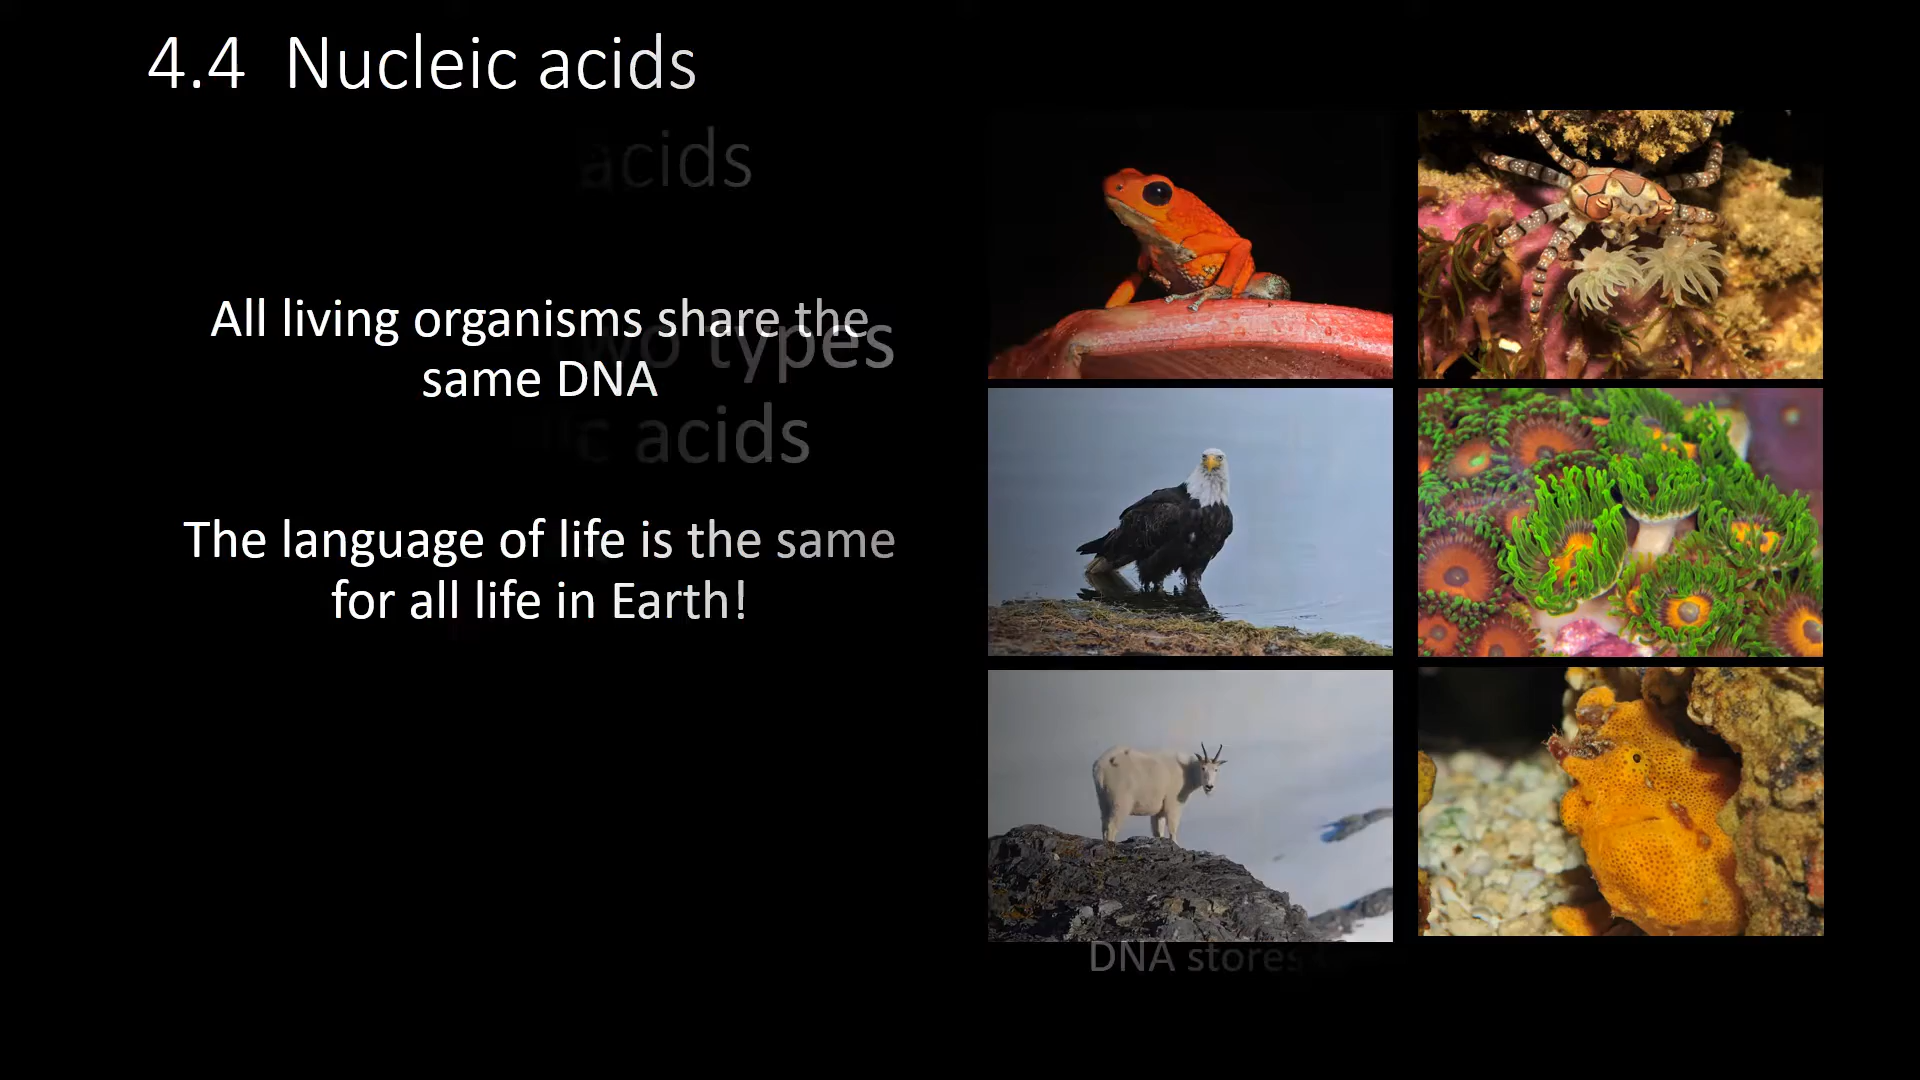 4.4 Nucleic acids
acids
All living organisms share the
same DNA
two types
acids
The language of life is the same
for all life in Earth!
DNA stores